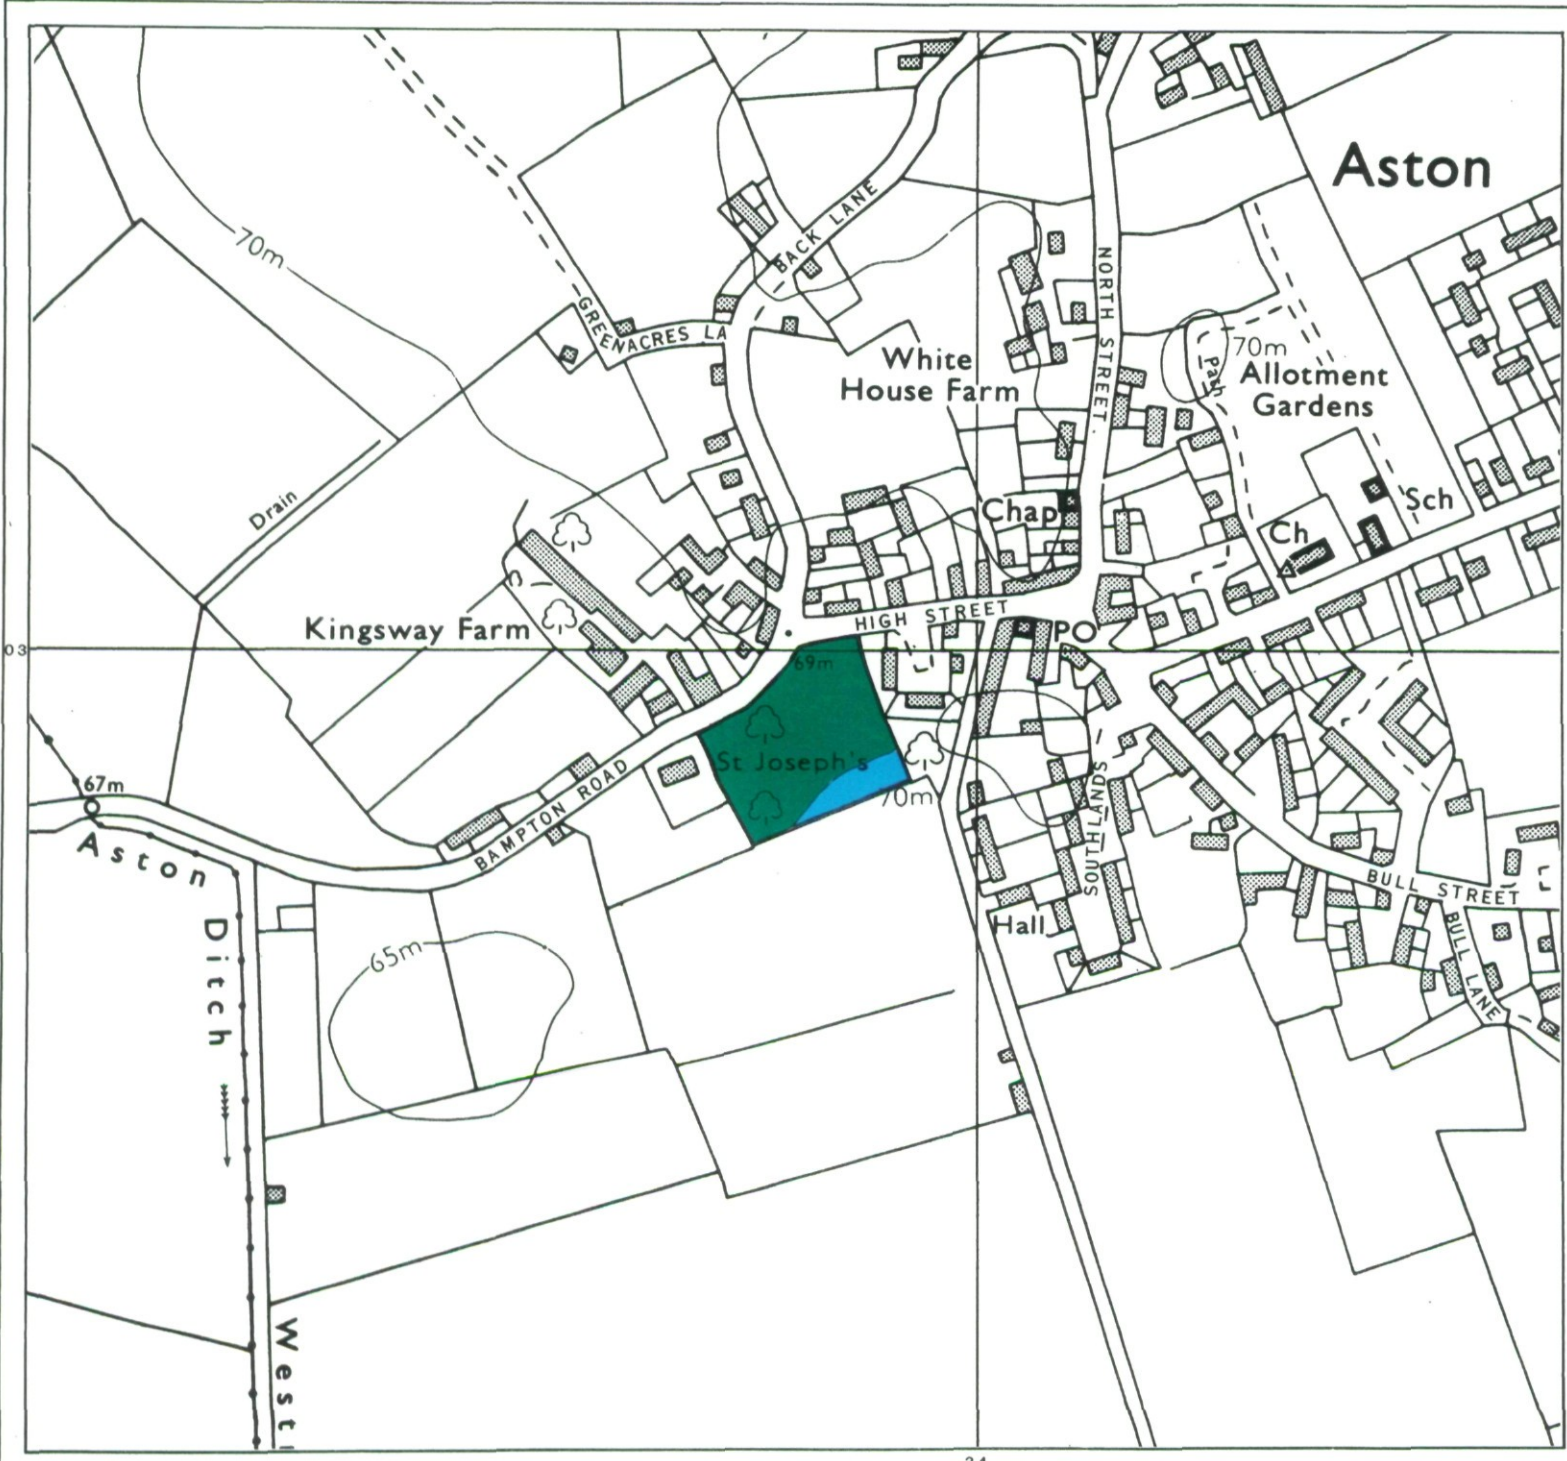 Aston
70m
BACK LANE
NORTH STREET
GREENACRES LA
White
House Farm
70m
Path
Allotment
Gardens
Drain
Chap
Sch
Ch
Kingsway Farm
HIGH STREET
PO
03
69m
St Joseph's
67m
70m
BAMPTON ROAD
SOUTHLANDS
Aston
Ditch
BULL STREET
BULL LANE
Hall
65m
West